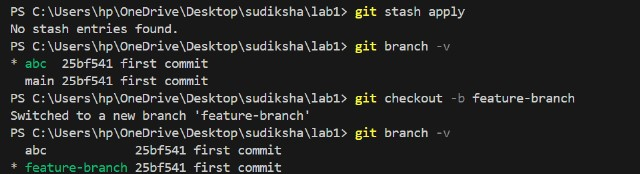 PS C:\Users\hp\OneDrive\Desktop\sudiksha\lab1> git stash apply
No stash entries found.
PS C:\Users\hp\OneDrive\Desktop\sudiksha\lab1> git branch -v
* abc  25bf541 first commit
  main 25bf541 first commit
PS C:\Users\hp\OneDrive\Desktop\sudiksha\lab1> git checkout -b feature-branch
Switched to a new branch 'feature-branch'
PS C:\Users\hp\OneDrive\Desktop\sudiksha\lab1> git branch -v
  abc            25bf541 first commit
* feature-branch 25bf541 first commit